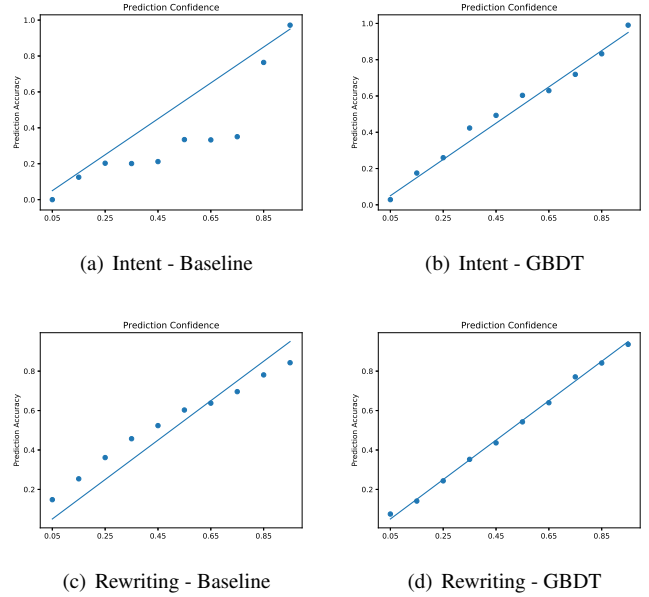 Prediction Confidence
Prediction Accuracy
1.0
0.8
0.6
0.4
0.2
0.0
0.05 0.25 0.45 0.65 0.85
(a) Intent - Baseline
Prediction Confidence
Prediction Accuracy
1.0
0.8
0.6
0.4
0.2
0.0
0.05 0.25 0.45 0.65 0.85
(b) Intent - GBDT
Prediction Confidence
Prediction Accuracy
0.8
0.6
0.4
0.2
0.05 0.25 0.45 0.65 0.85
(c) Rewriting - Baseline
Prediction Confidence
Prediction Accuracy
0.8
0.6
0.4
0.2
0.05 0.25 0.45 0.65 0.85
(d) Rewriting - GBDT